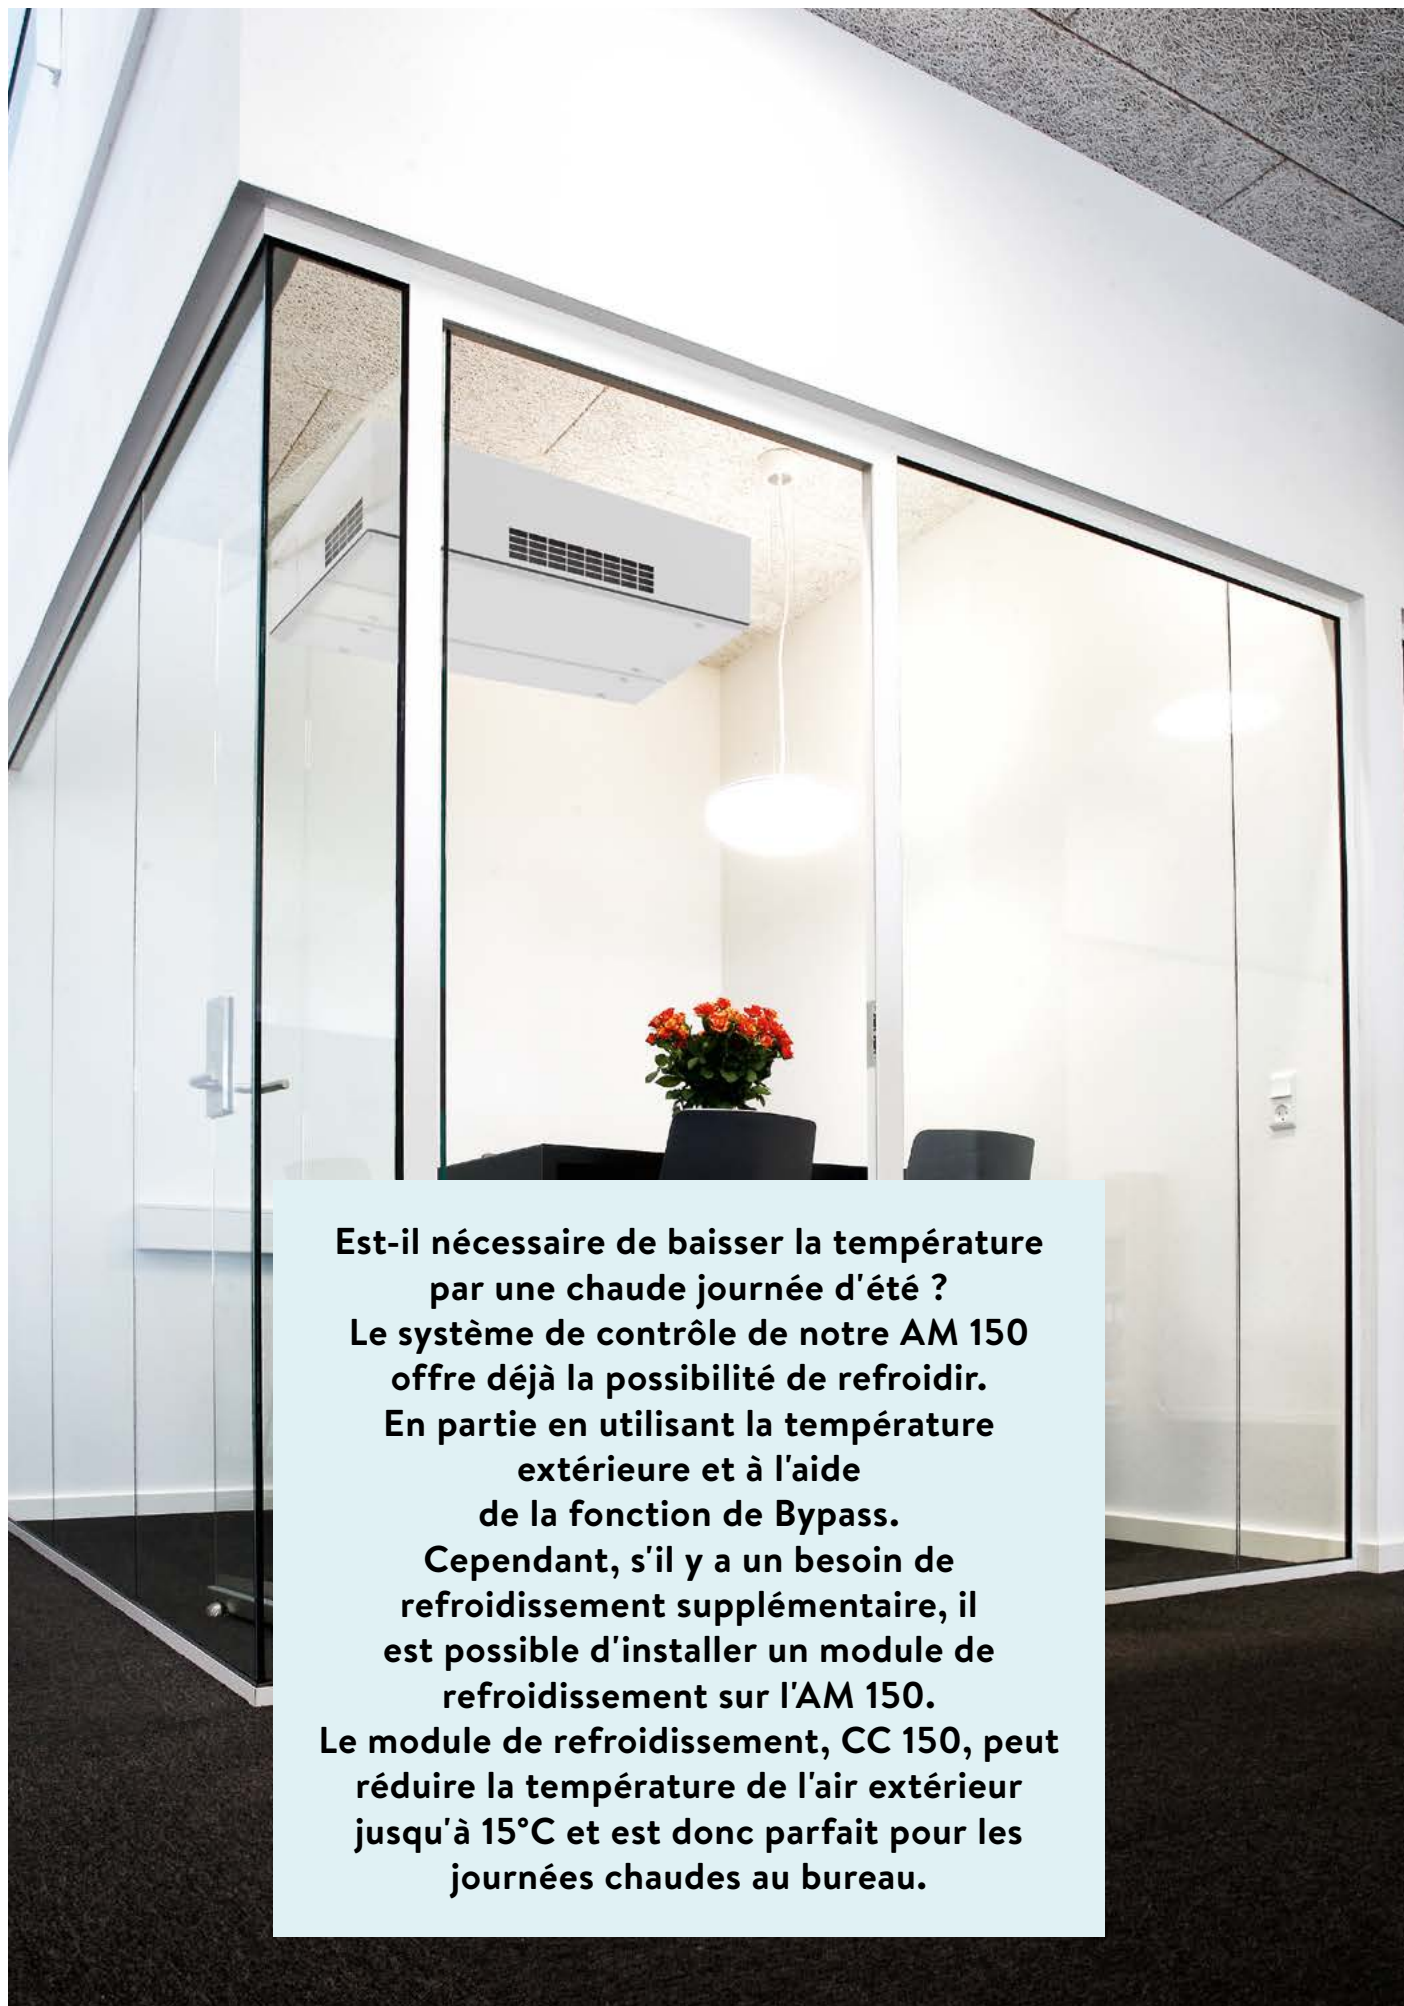 Est-il nécessaire de baisser la température
par une chaude journée d'été ?
Le système de contrôle de notre AM 150
offre déjà la possibilité de refroidir.
En partie en utilisant la température
extérieure et à l'aide
de la fonction de Bypass.
Cependant, s'il y a un besoin de
refroidissement supplémentaire, il
est possible d'installer un module de
refroidissement sur l'AM 150.
Le module de refroidissement, CC 150, peut
réduire la température de l'air extérieur
jusqu'à 15°C et est donc parfait pour les
journées chaudes au bureau.